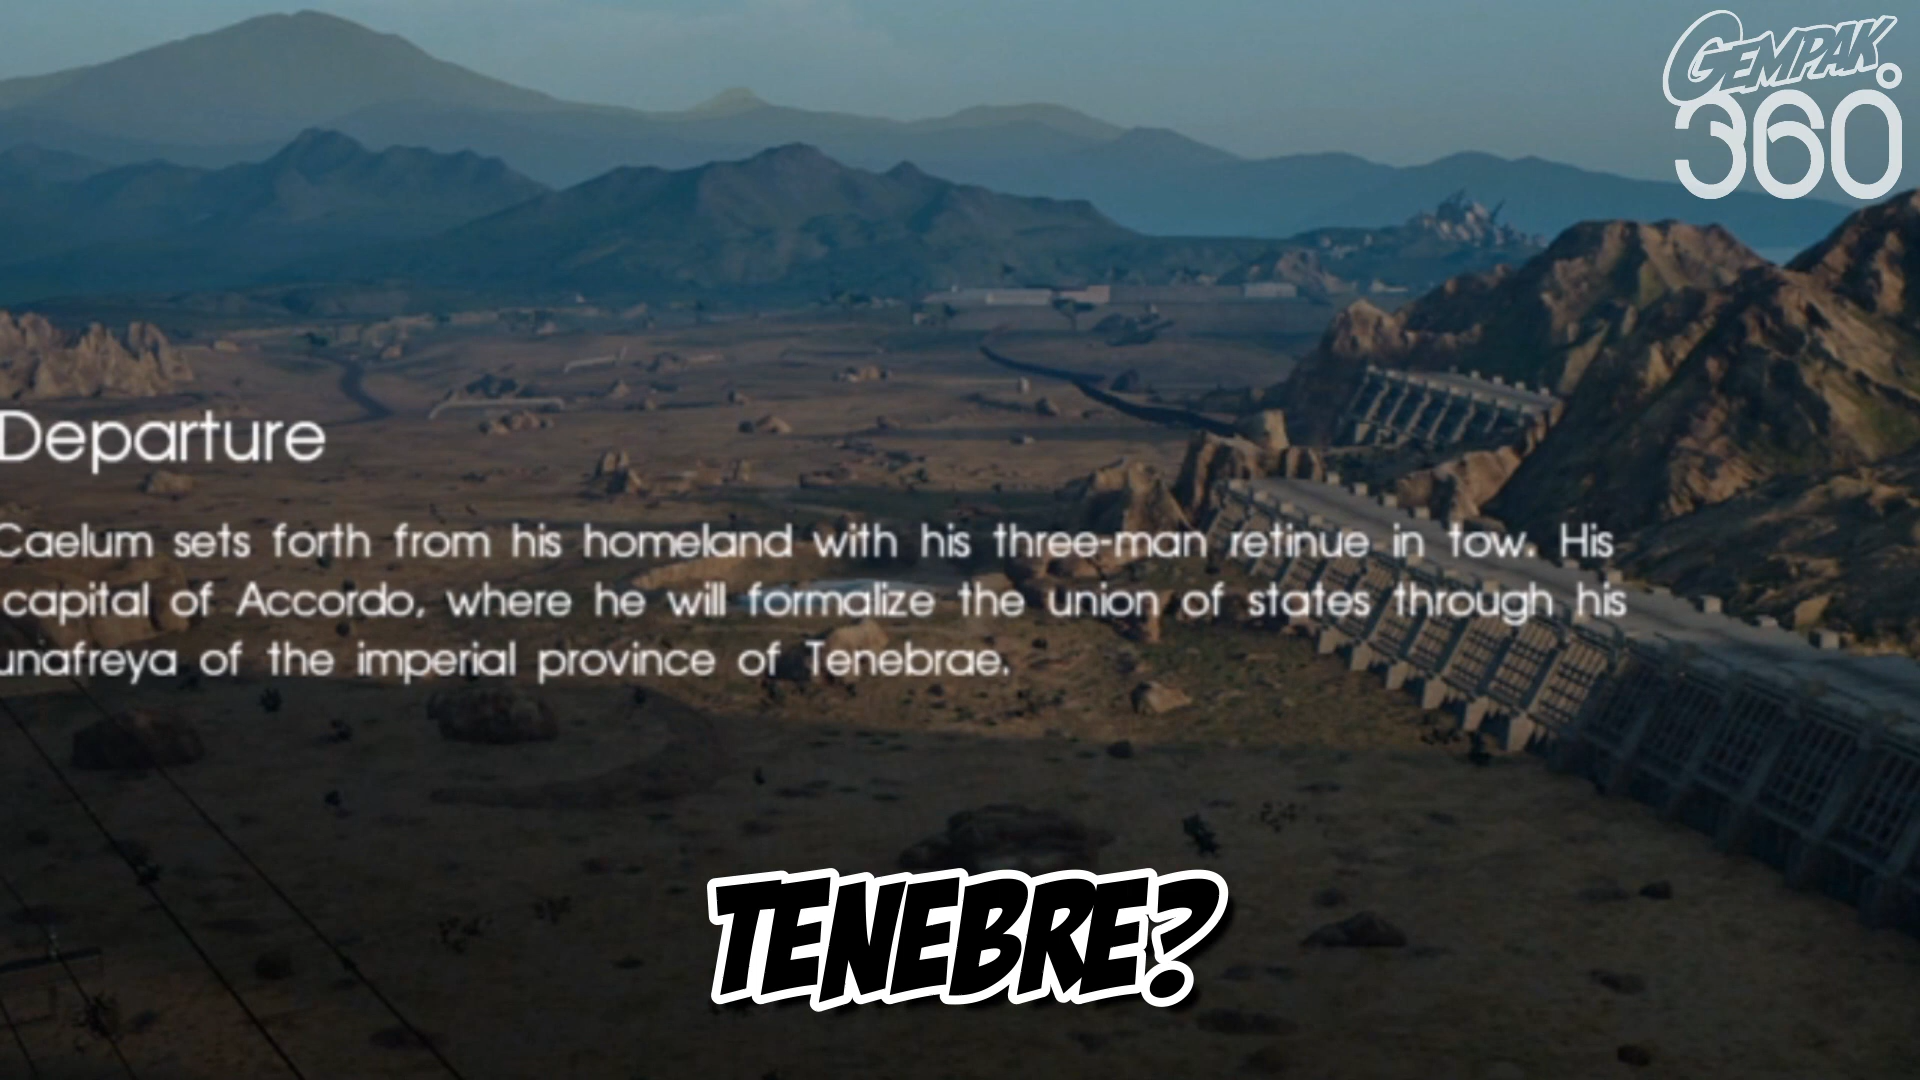 GEMPAK
360
Departure
Caelum sets forth from his homeland with his three-man retinue in tow. His
capital of Accordo, where he will formalize the union of states through his
unafreya of the imperial province of Tenebrae.
TENEBRE?